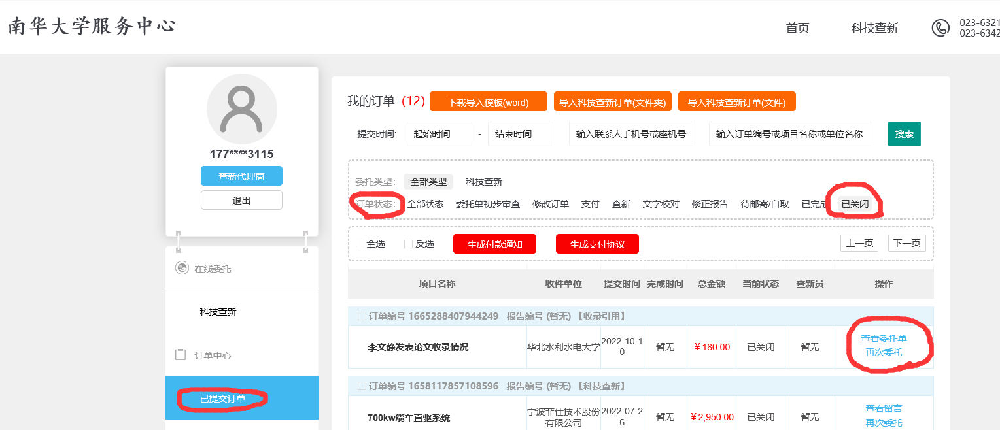 南华大学服务中心
首页 科技查新 023-6321
023-6342
177****3115
查新代理商
退出
在线委托
科技查新
订单中心
已提交订单
我的订单 (12) 下载导入模板(word) 导入科技查新订单(文件夹) 导入科技查新订单(文件)
提交时间: 起始时间 - 结束时间 输入联系人手机号或座机号 输入订单编号或项目名称或单位名称 搜索
委托类型: 全部类型 科技查新
订单状态: 全部状态 委托单初步审查 修改订单 支付 查新 文字校对 修正报告 待邮寄/自取 已完成 已关闭
全选 反选 生成付款通知 生成支付协议 上一页 下一页
项目名称 收件单位 提交时间 完成时间 总金额 当前状态 查新员 操作
订单编号 1665288407944249 报告编号 (暂无) 【收录引用】
李文静发表论文收录情况 华北水利水电大学 2022-10-1
0 暂无 ¥180.00 已关闭 暂无 查看委托单
再次委托
订单编号 1658117857108596 报告编号 (暂无) 【科技查新】
700kw缆车直驱系统 宁波菲仕技术股份
有限公司 2022-07-2
6 暂无 ¥2,950.00 已关闭 暂无 查看留言
再次委托